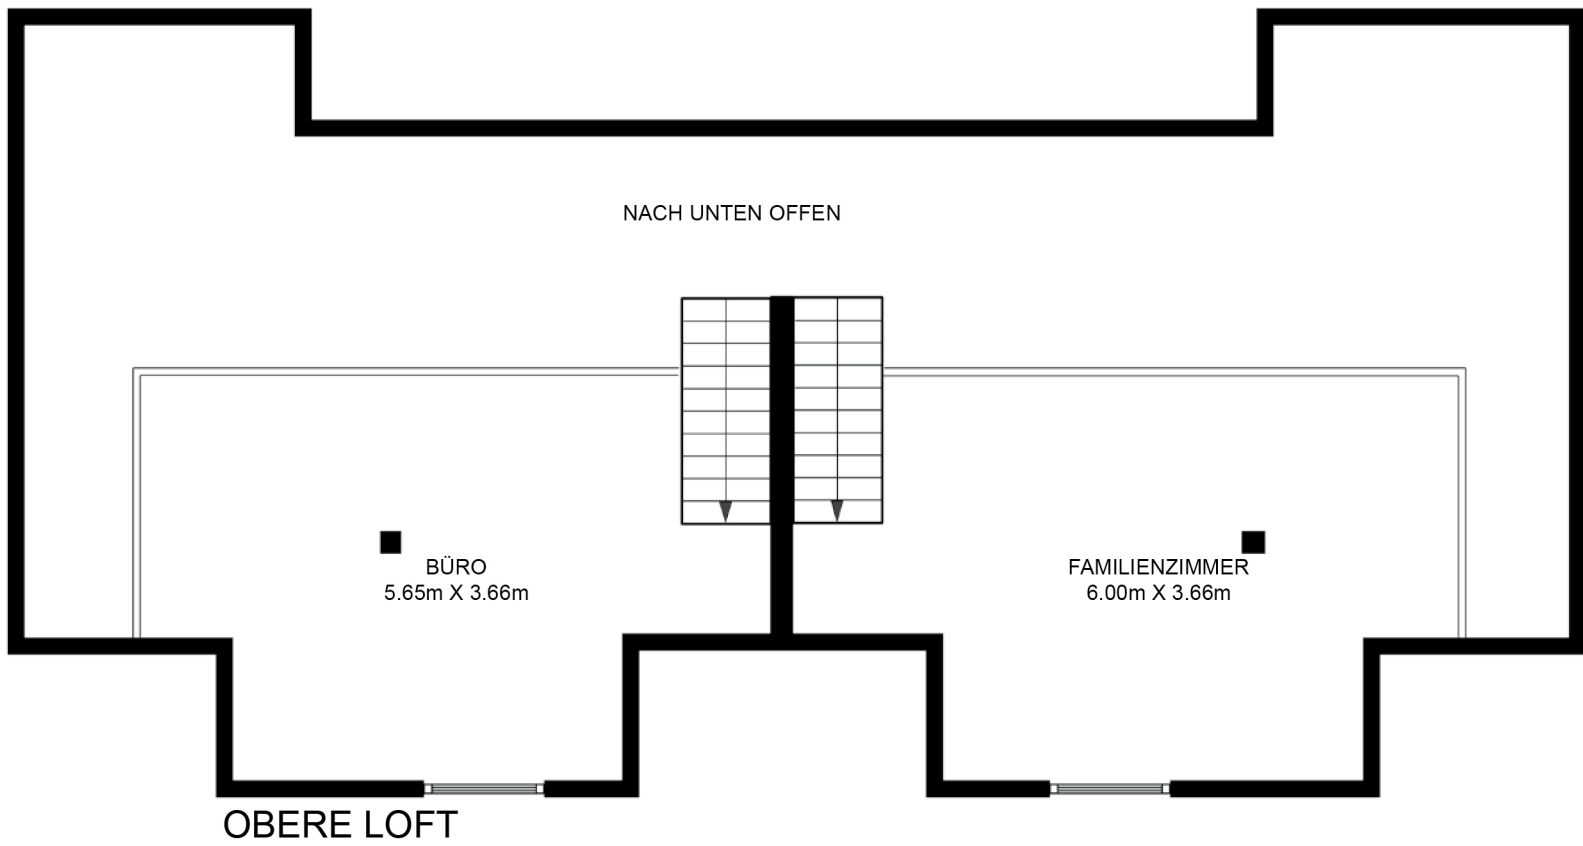 NACH UNTEN OFFEN
BÜRO
5.65m X 3.66m
FAMILIENZIMMER
6.00m X 3.66m
OBERE LOFT